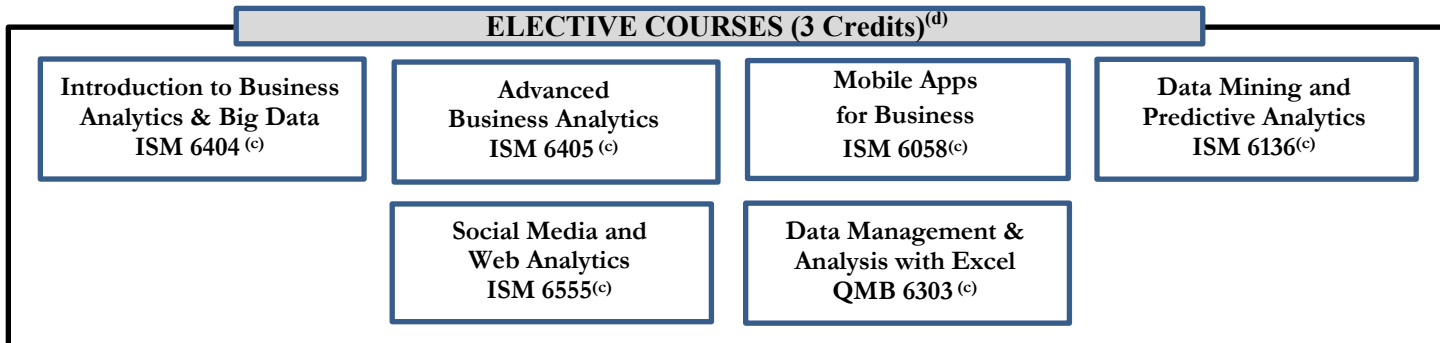 ELECTIVE COURSES (3 Credits)(d)
Introduction to Business
Analytics & Big Data
ISM 6404 (c)
Advanced
Business Analytics
ISM 6405 (c)
Mobile Apps
for Business
ISM 6058(c)
Data Mining and
Predictive Analytics
ISM 6136(c)
Social Media and
Web Analytics
ISM 6555(c)
Data Management &
Analysis with Excel
QMB 6303 (c)